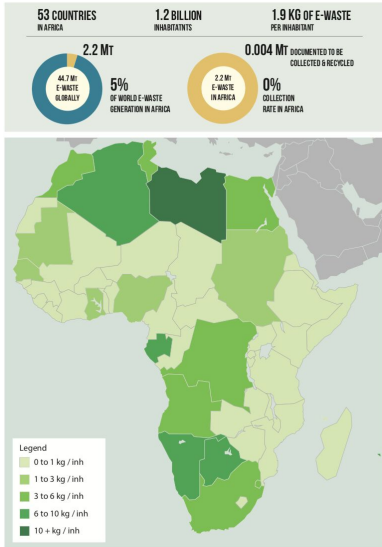 53 COUNTRIES
IN AFRICA
1.2 BILLION
INHABITATNTS
1.9 KG OF E-WASTE
PER INHABITANT
2.2 MT
44.7 MT
E-WASTE
GLOBALLY
5%
OF WORLD E-WASTE
GENERATION IN AFRICA
0.004 MT DOCUMENTED TO BE
COLLECTED & RECYCLED
2.2 MT
E-WASTE
IN AFRICA
0%
COLLECTION
RATE IN AFRICA
Legend
0 to 1 kg / inh
1 to 3 kg / inh
3 to 6 kg / inh
6 to 10 kg / inh
10 + kg / inh